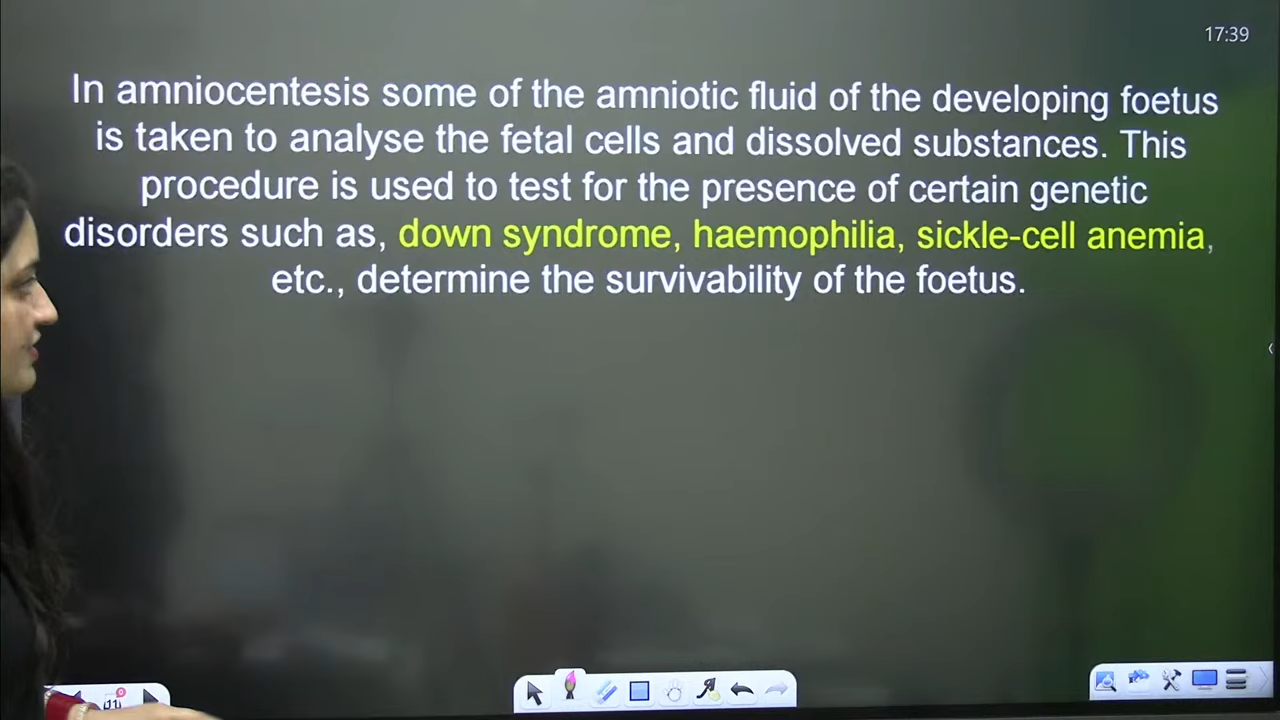 17:39
In amniocentesis some of the amniotic fluid of the developing foetus
is taken to analyse the fetal cells and dissolved substances. This
procedure is used to test for the presence of certain genetic
disorders such as, down syndrome, haemophilia, sickle-cell anemia,
etc., determine the survivability of the foetus.